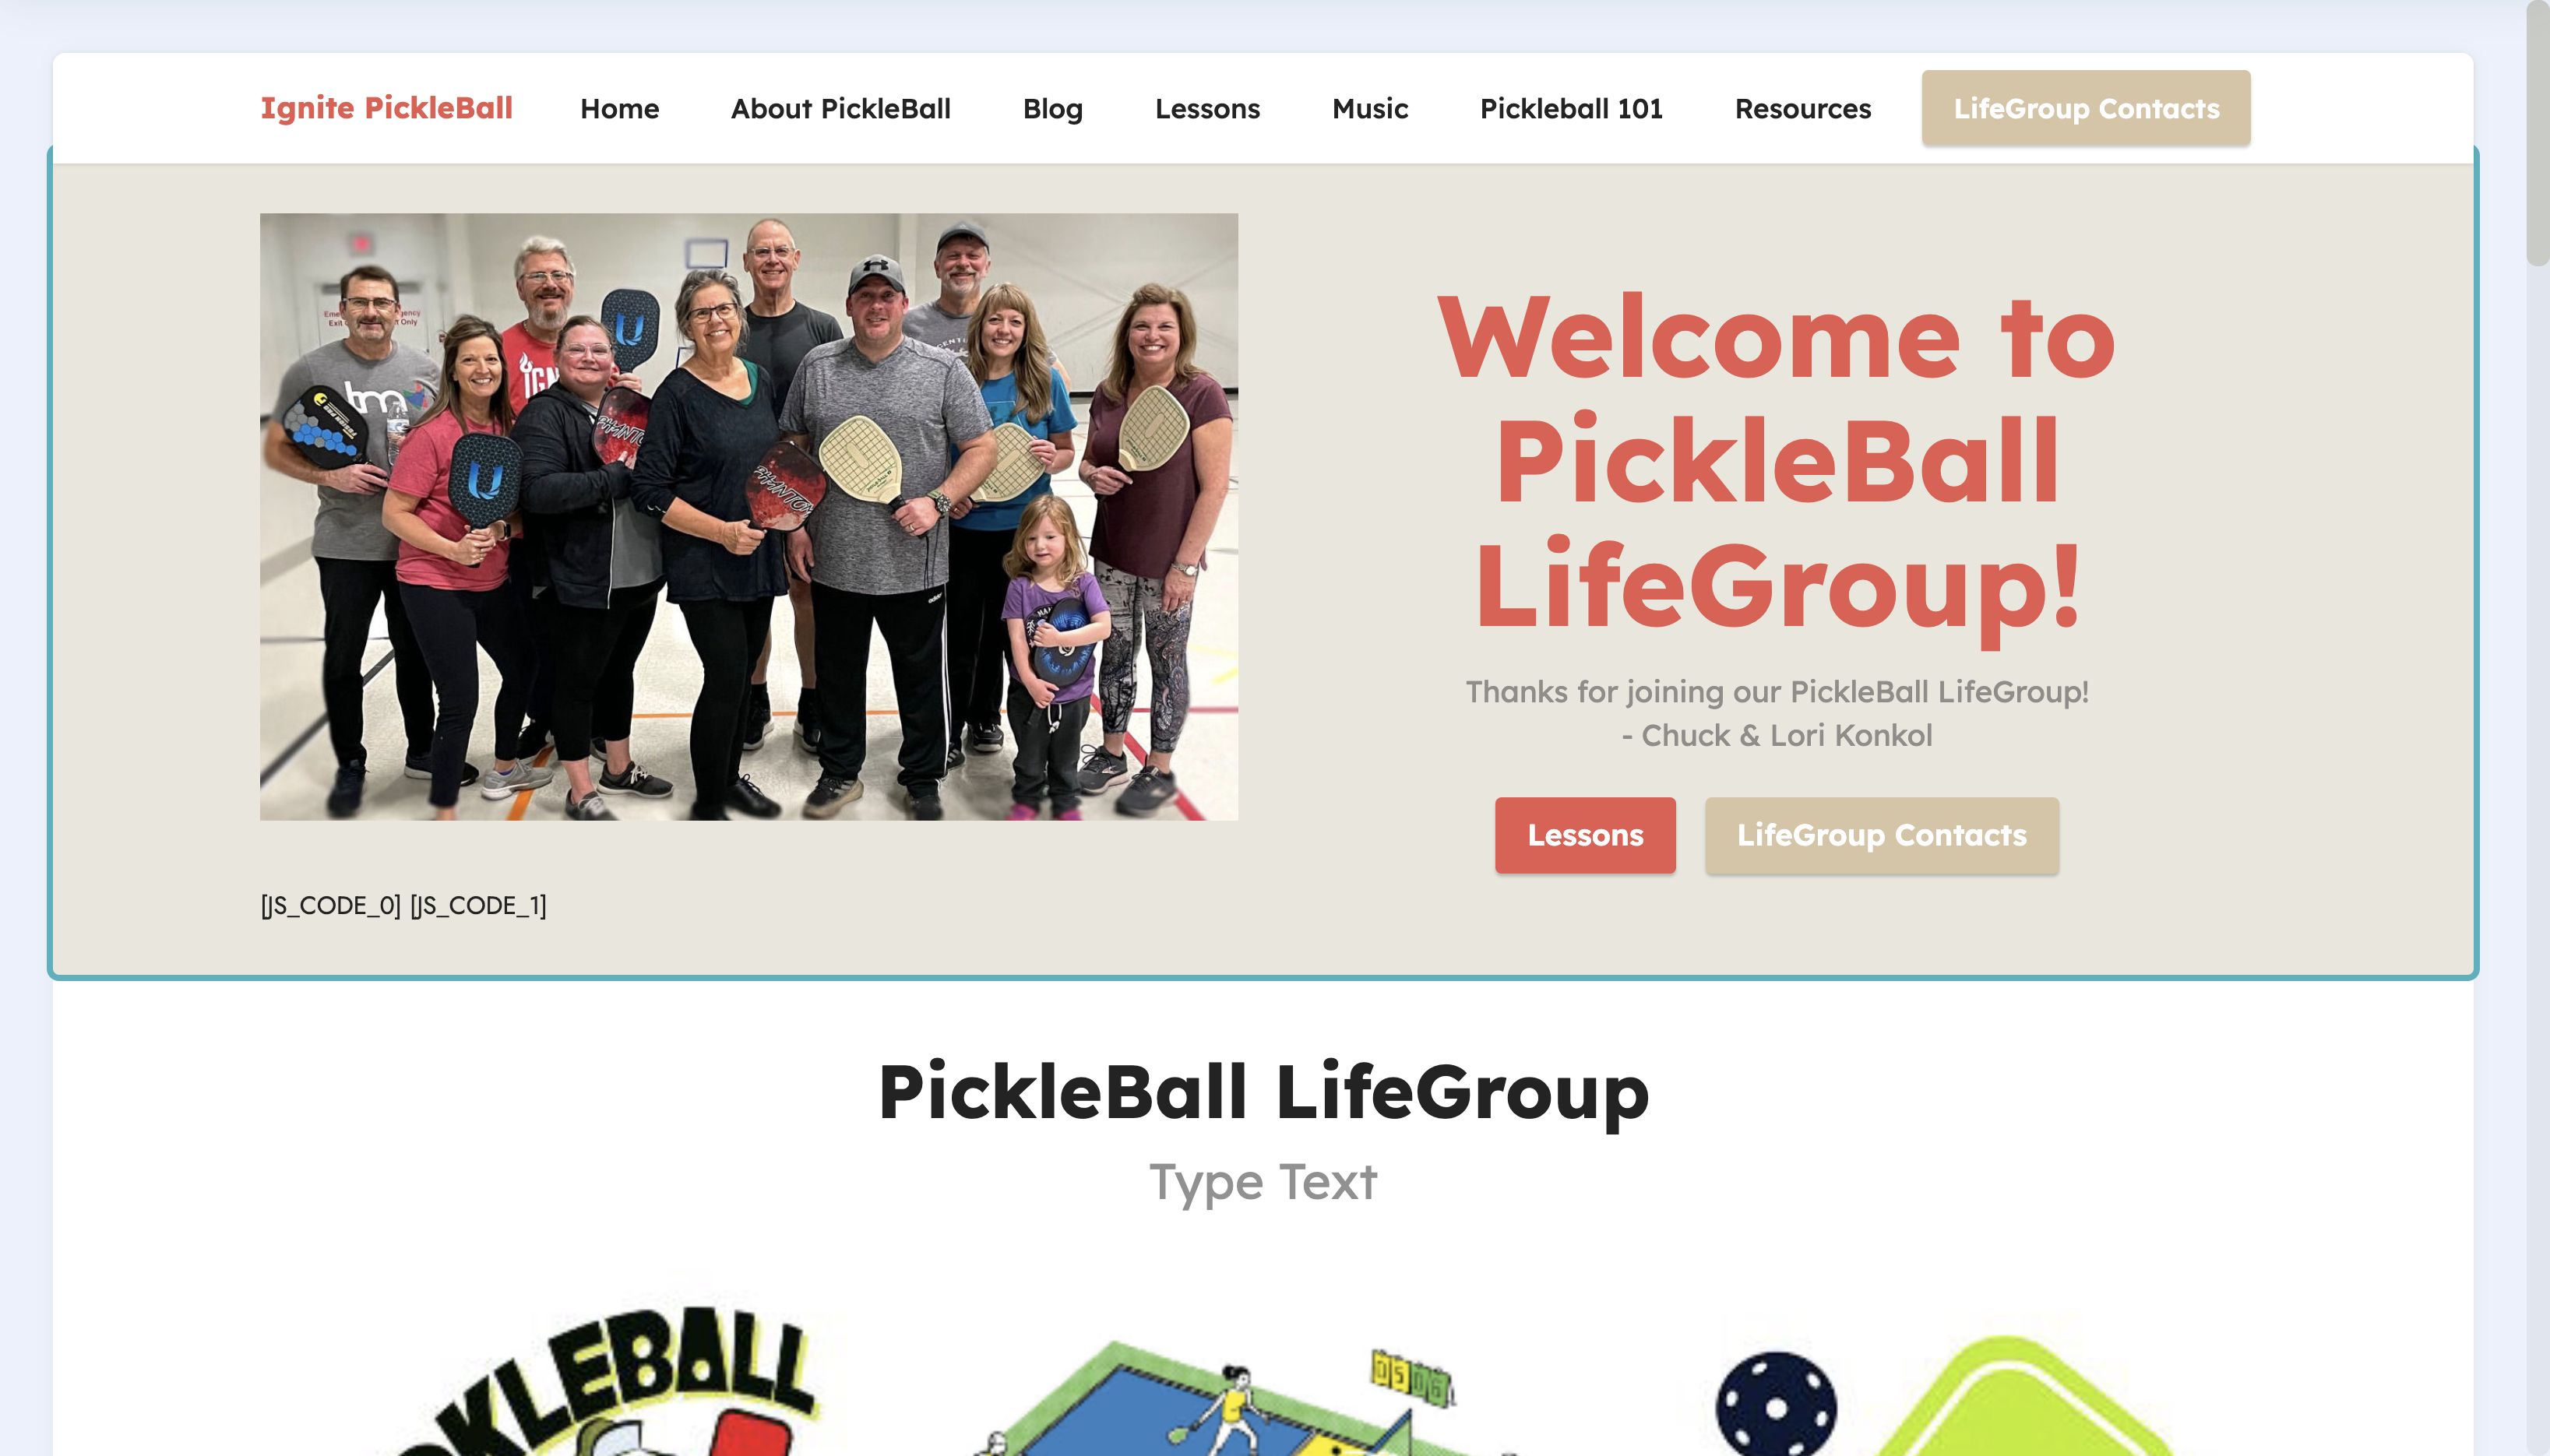 Ignite PickleBall Home About PickleBall Blog Lessons Music Pickleball 101 Resources LifeGroup Contacts
Welcome to
PickleBall
LifeGroup!
Thanks for joining our PickleBall LifeGroup!
- Chuck & Lori Konkol
Lessons LifeGroup Contacts
[JS_CODE_0] [JS_CODE_1]
PickleBall LifeGroup
Type Text